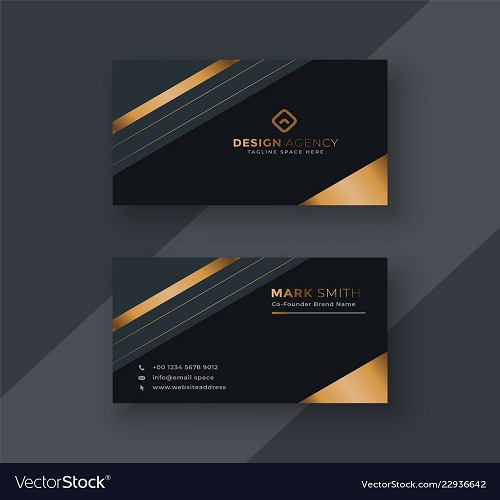 DESIGN AGENCY
TAGLINE SPACE HERE
MARK SMITH
Co-Founder Brand Name
+00 1234 5678 9012
info@email space
www.websiteaddress
VectorStock®
VectorStock.com/22936642